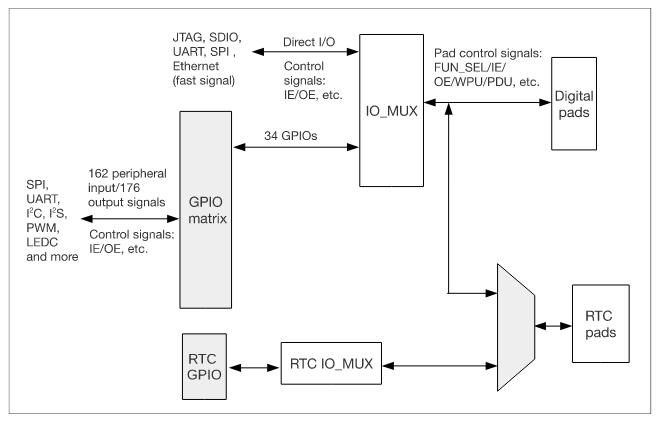 JTAG, SDIO,
UART, SPI ,
Ethernet
(fast signal)
Direct I/O
Control
signals:
IE/OE, etc.
IO_MUX
Pad control signals:
FUN_SEL/IE/
OE/WPU/PDU, etc.
Digital
pads
34 GPIOs
SPI,
UART,
I²C, I²S,
PWM,
LEDC
and more
162 peripheral
input/176
output signals
Control signals:
IE/OE, etc.
GPIO
matrix
RTC
GPIO
RTC IO_MUX
RTC
pads